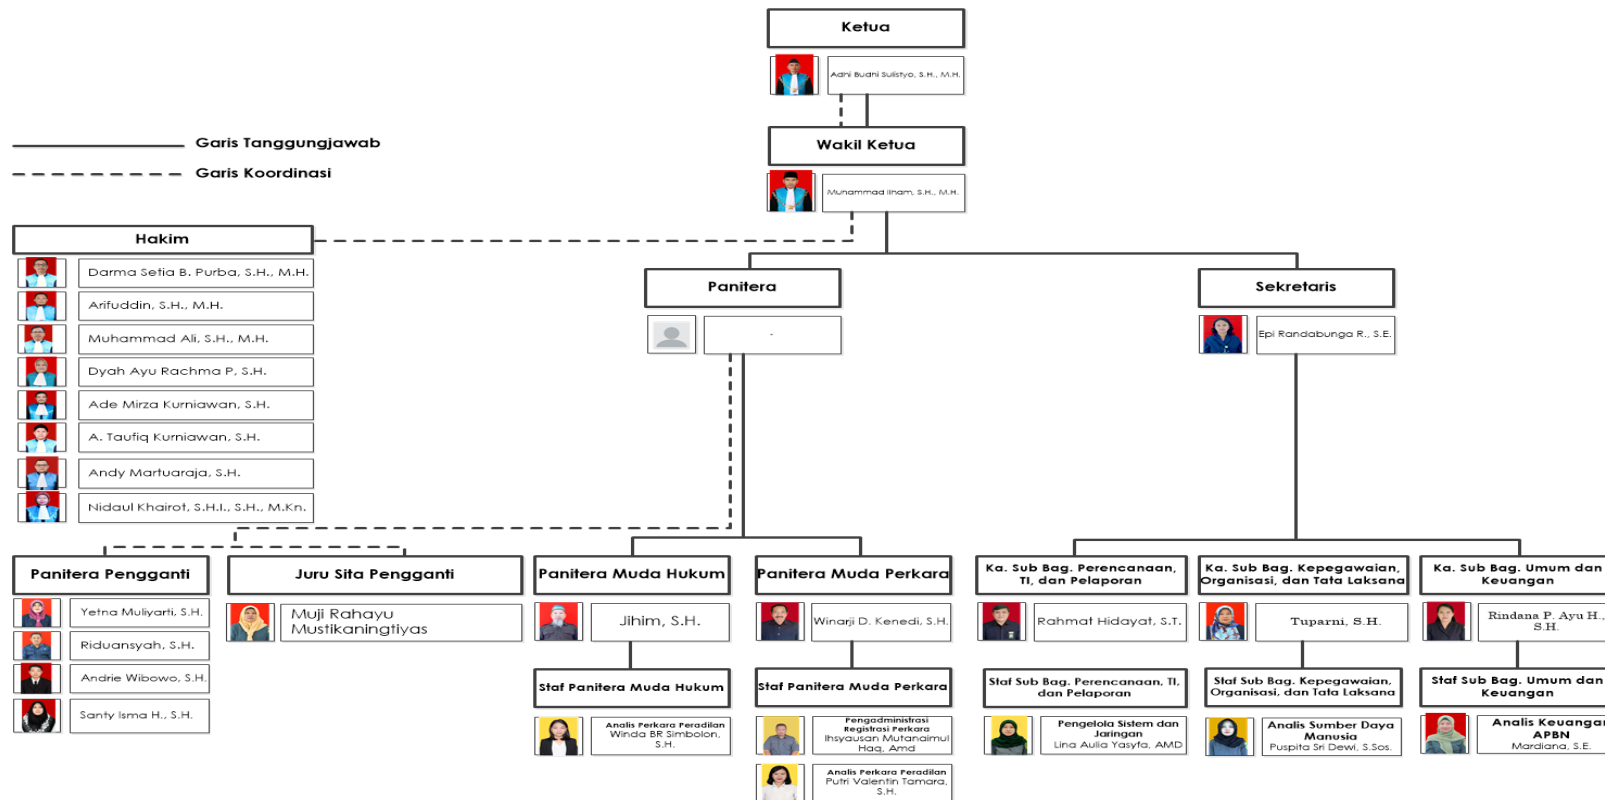 Ketua
Adhi Budhi Sulistyo, S.H., M.H.
Wakil Ketua
Muhammad Ilham, S.H., M.H.
Garis Tanggungjawab
Garis Koordinasi
Hakim
Darma Setia B. Purba, S.H., M.H.
Arifuddin, S.H., M.H.
Muhammad Ali, S.H., M.H.
Dyah Ayu Rachma P, S.H.
Ade Mirza Kurniawan, S.H.
A. Taufiq Kurniawan, S.H.
Andy Martuaraja, S.H.
Nidaul Khairot, S.H.I., S.H., M.Kn.
Panitera
-
Sekretaris
Epi Randabunga R., S.E.
Panitera Pengganti
Yetna Muliyarti, S.H.
Riduansyah, S.H.
Andrie Wibowo, S.H.
Santy Isma H., S.H.
Juru Sita Pengganti
Muji Rahayu
Mustikaningtiyas
Panitera Muda Hukum
Jihim, S.H.
Staf Panitera Muda Hukum
Analis Perkara Peradilan
Winda BR Simbolon,
S.H.
Panitera Muda Perkara
Winarji D. Kenedi, S.H.
Staf Panitera Muda Perkara
Pengadministrasi
Registrasi Perkara
Ihsyausan Mutanaimul
Haq, Amd
Analis Perkara Peradilan
Putri Valentin Tamara,
S.H.
Ka. Sub Bag. Perencanaan,
TI, dan Pelaporan
Rahmat Hidayat, S.T.
Staf Sub Bag. Perencanaan, TI,
dan Pelaporan
Pengelola Sistem dan
Jaringan
Lina Aulia Yasyfa, AMD
Ka. Sub Bag. Kepegawaian,
Organisasi, dan Tata Laksana
Tuparni, S.H.
Staf Sub Bag. Kepegawaian,
Organisasi, dan Tata Laksana
Analis Sumber Daya
Manusia
Puspita Sri Dewi, S.Sos.
Ka. Sub Bag. Umum dan
Keuangan
Rindana P. Ayu H.,
S.H.
Staf Sub Bag. Umum dan
Keuangan
Analis Keuangan
APBN
Mardiana, S.E.